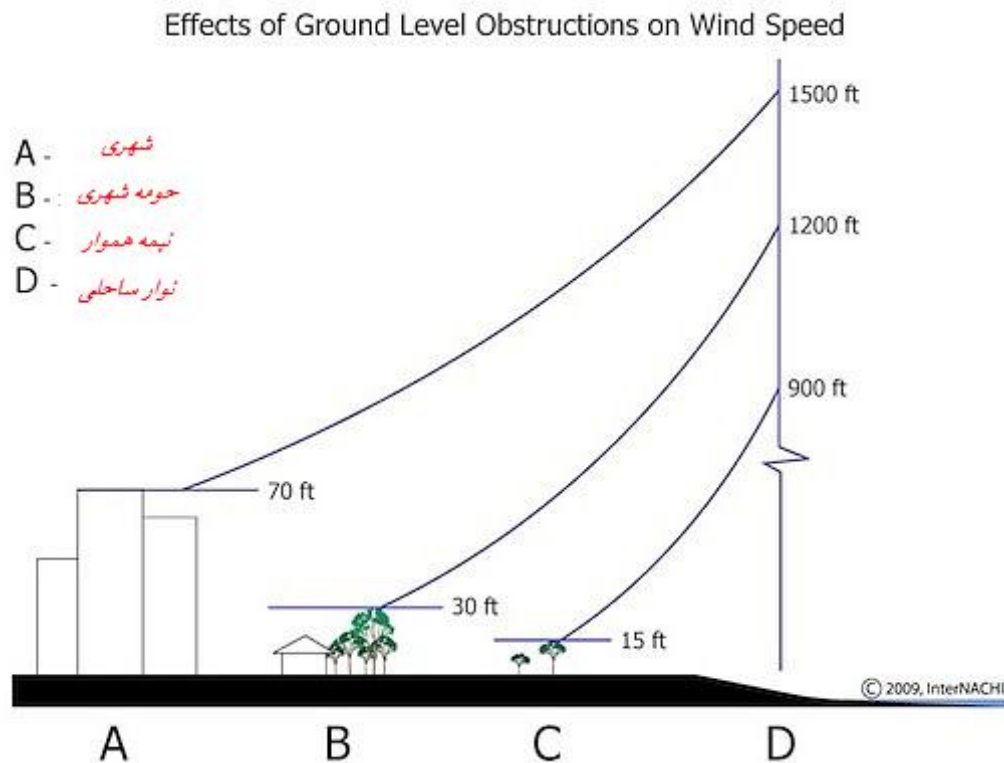 Effects of Ground Level Obstructions on Wind Speed
1500 ft
A - شهری
B - : حومه شهری
C - نیمه هموار
D - نوار ساحلی
1200 ft
900 ft
70 ft
30 ft
15 ft
© 2009, InterNACHI
A B C D